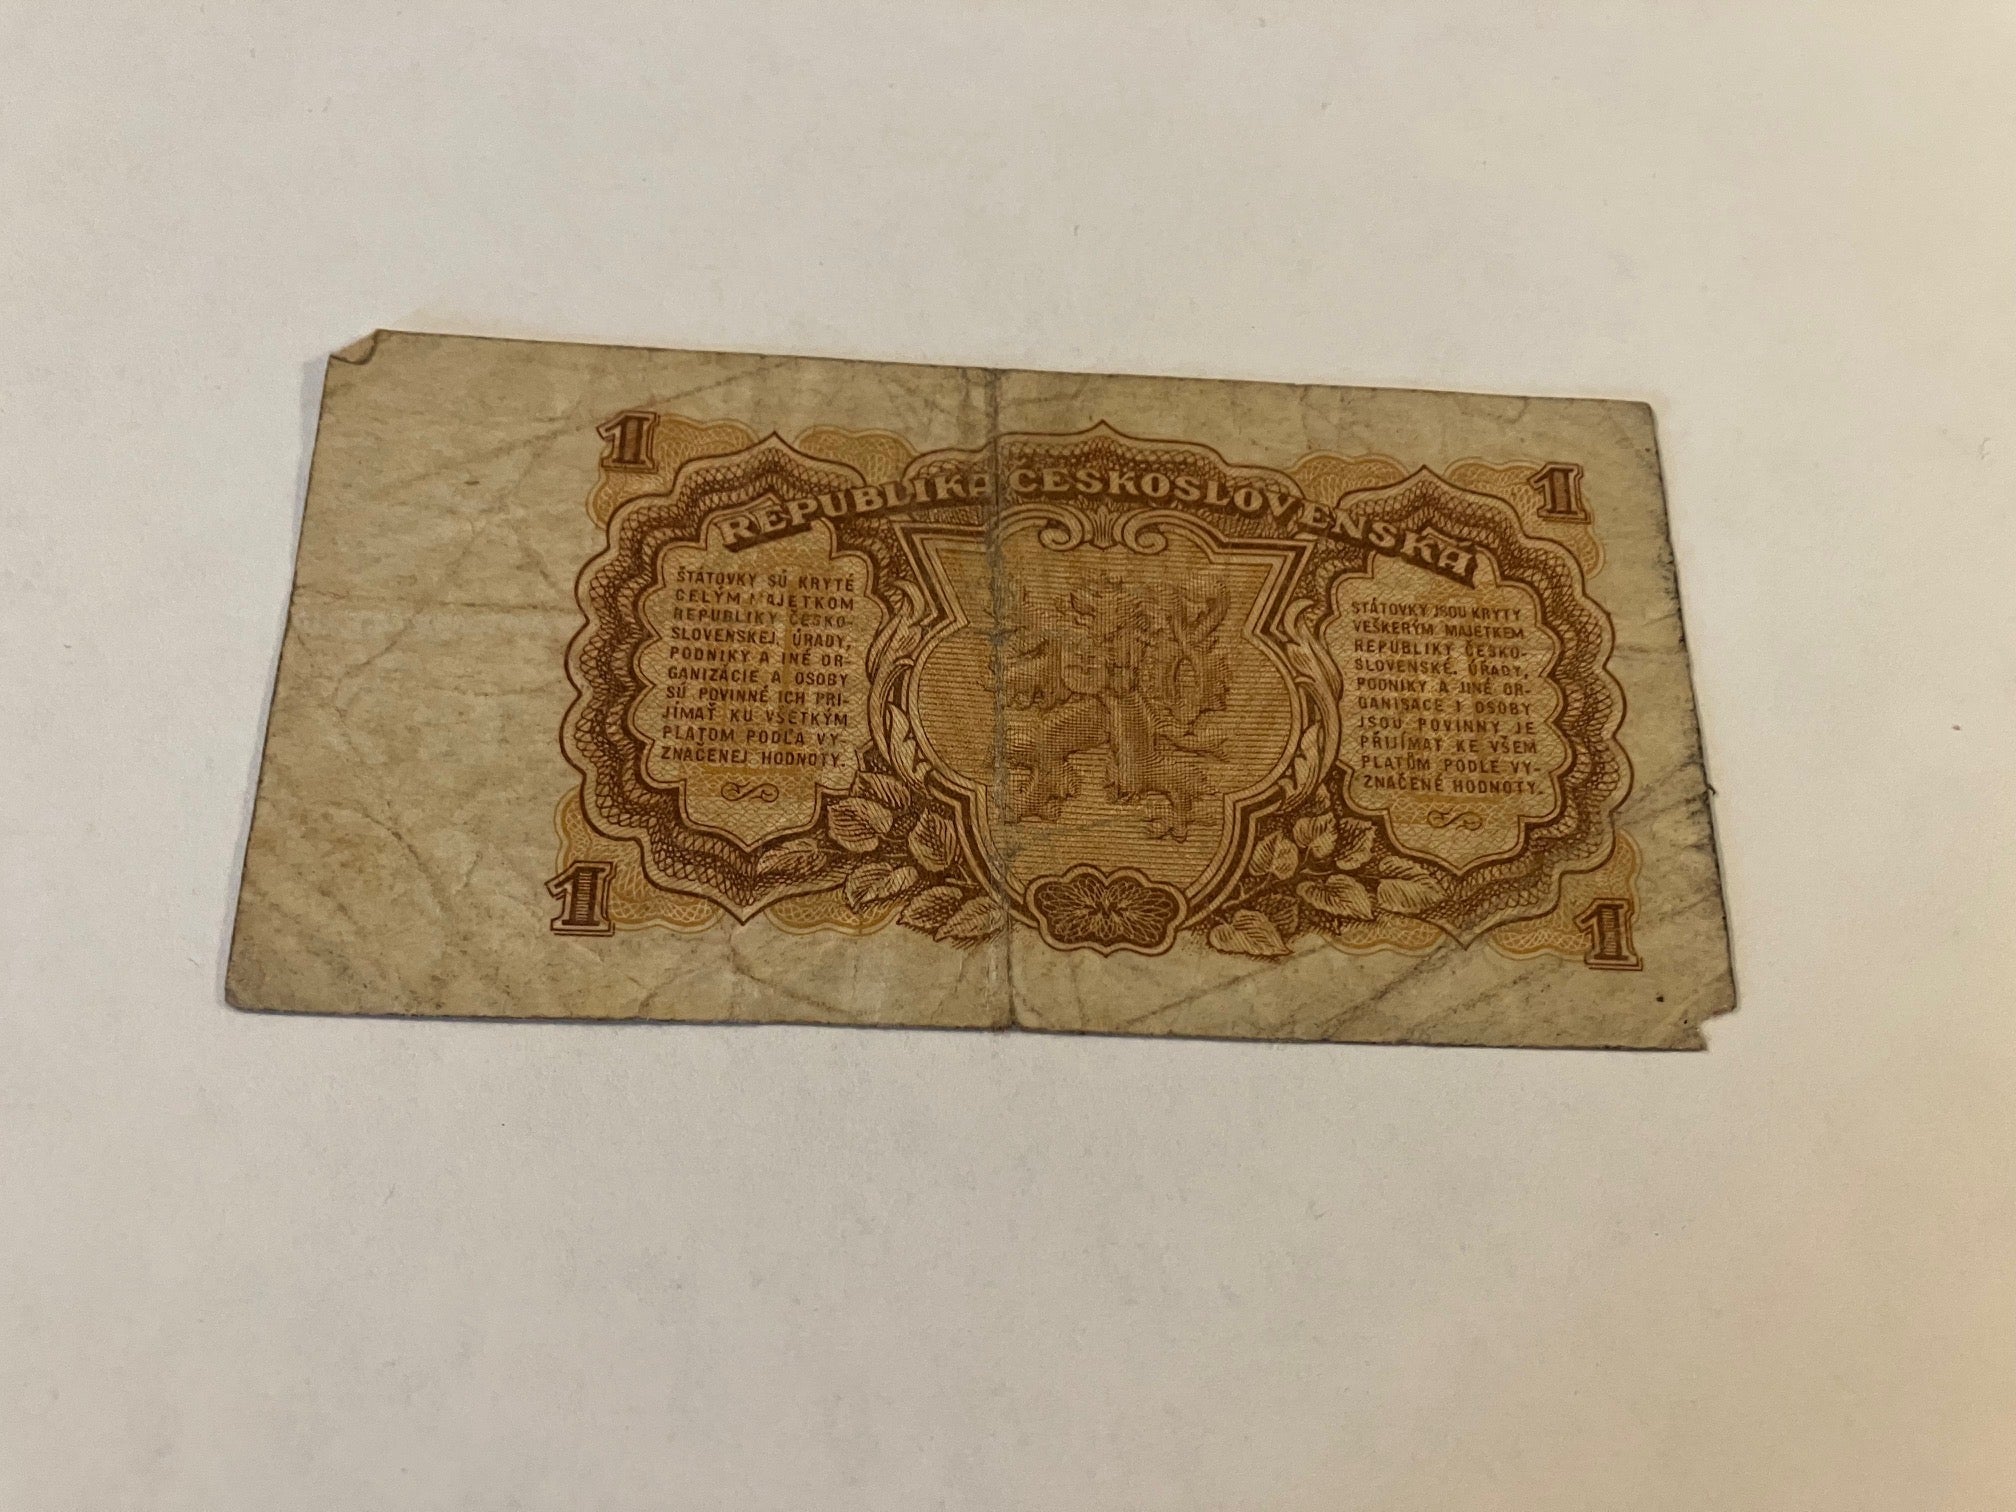 1
1
REPUBLIKA ČESKOSLOVENSKÁ
ŠTÁTOVKY SÚ KRYTÉ
CELÝM MAJETKOM
REPUBLIKY ČESKO-
SLOVENSKEJ. ÚRADY,
PODNIKY A INÉ OR-
GANIZÁCIE A OSOBY
SÚ POVINNÉ ICH PRI-
JÍMAŤ KU VŠETKÝM
PLATOM PODĽA VY-
ZNAČENEJ HODNOTY.
STÁTOVKY JSOU KRYTY
VEŠKERÝM MAJETKEM
REPUBLIKY ČESKO-
SLOVENSKÉ. ÚŘADY,
PODNIKY A JINÉ OR-
GANISACE I OSOBY
JSOU POVINNY JE
PŘIJÍMAT KE VŠEM
PLATŮM PODLE VY-
ZNAČENÉ HODNOTY.
1
1